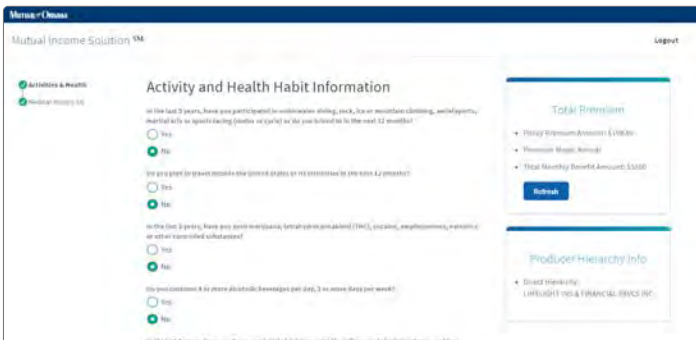 Mutual of Omaha
Mutual Income Solution SM
Logout
Activities & Health
Medical History
Activity and Health Habit Information
In the last 3 years, have you participated in underwater diving, rock, ice or mountain climbing, aerial sports,
martial arts or sports racing (motor or cycle) or do you intend to in the next 12 months?
Yes
No
Do you plan to travel outside the United States or its territories in the next 12 months?
Yes
No
In the last 3 years, have you used marijuana, tetrahydrocannabinol (THC), cocaine, amphetamines, narcotics
or other controlled substances?
Yes
No
Do you consume 4 or more alcoholic beverages per day, 3 or more days per week?
Yes
No
Total Premium
Policy Premium Amount:
Premium Mode: Annual
Total Monthly Benefit Amount:
Refresh
Producer Hierarchy Info
Direct Hierarchy:
LIFELIGHT INS & FINANCIAL SRVCS INC